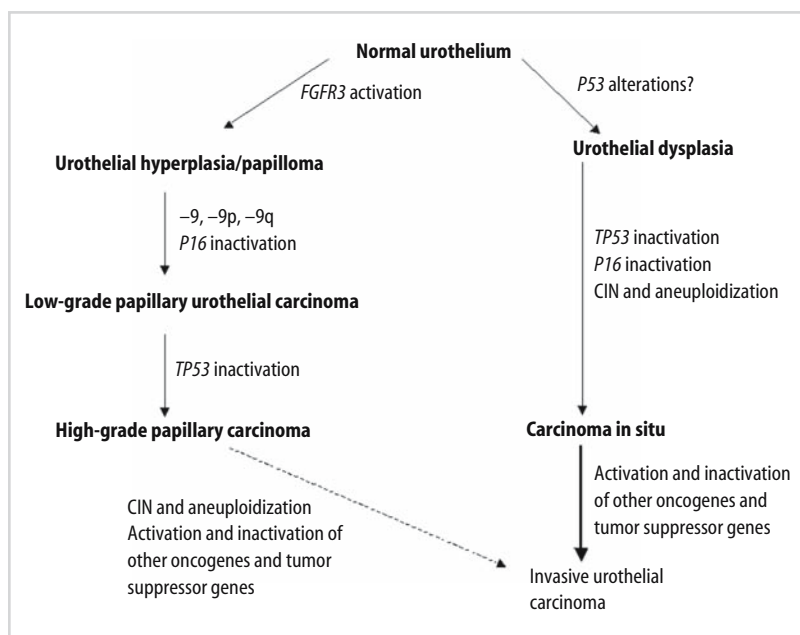 Normal urothelium
FGFR3 activation
P53 alterations?
Urothelial hyperplasia/papilloma
Urothelial dysplasia
–9, –9p, –9q
P16 inactivation
TP53 inactivation
P16 inactivation
CIN and aneuploidization
Low-grade papillary urothelial carcinoma
TP53 inactivation
High-grade papillary carcinoma
Carcinoma in situ
CIN and aneuploidization
Activation and inactivation of
other oncogenes and tumor
suppressor genes
Activation and inactivation
of other oncogenes and
tumor suppressor genes
Invasive urothelial
carcinoma